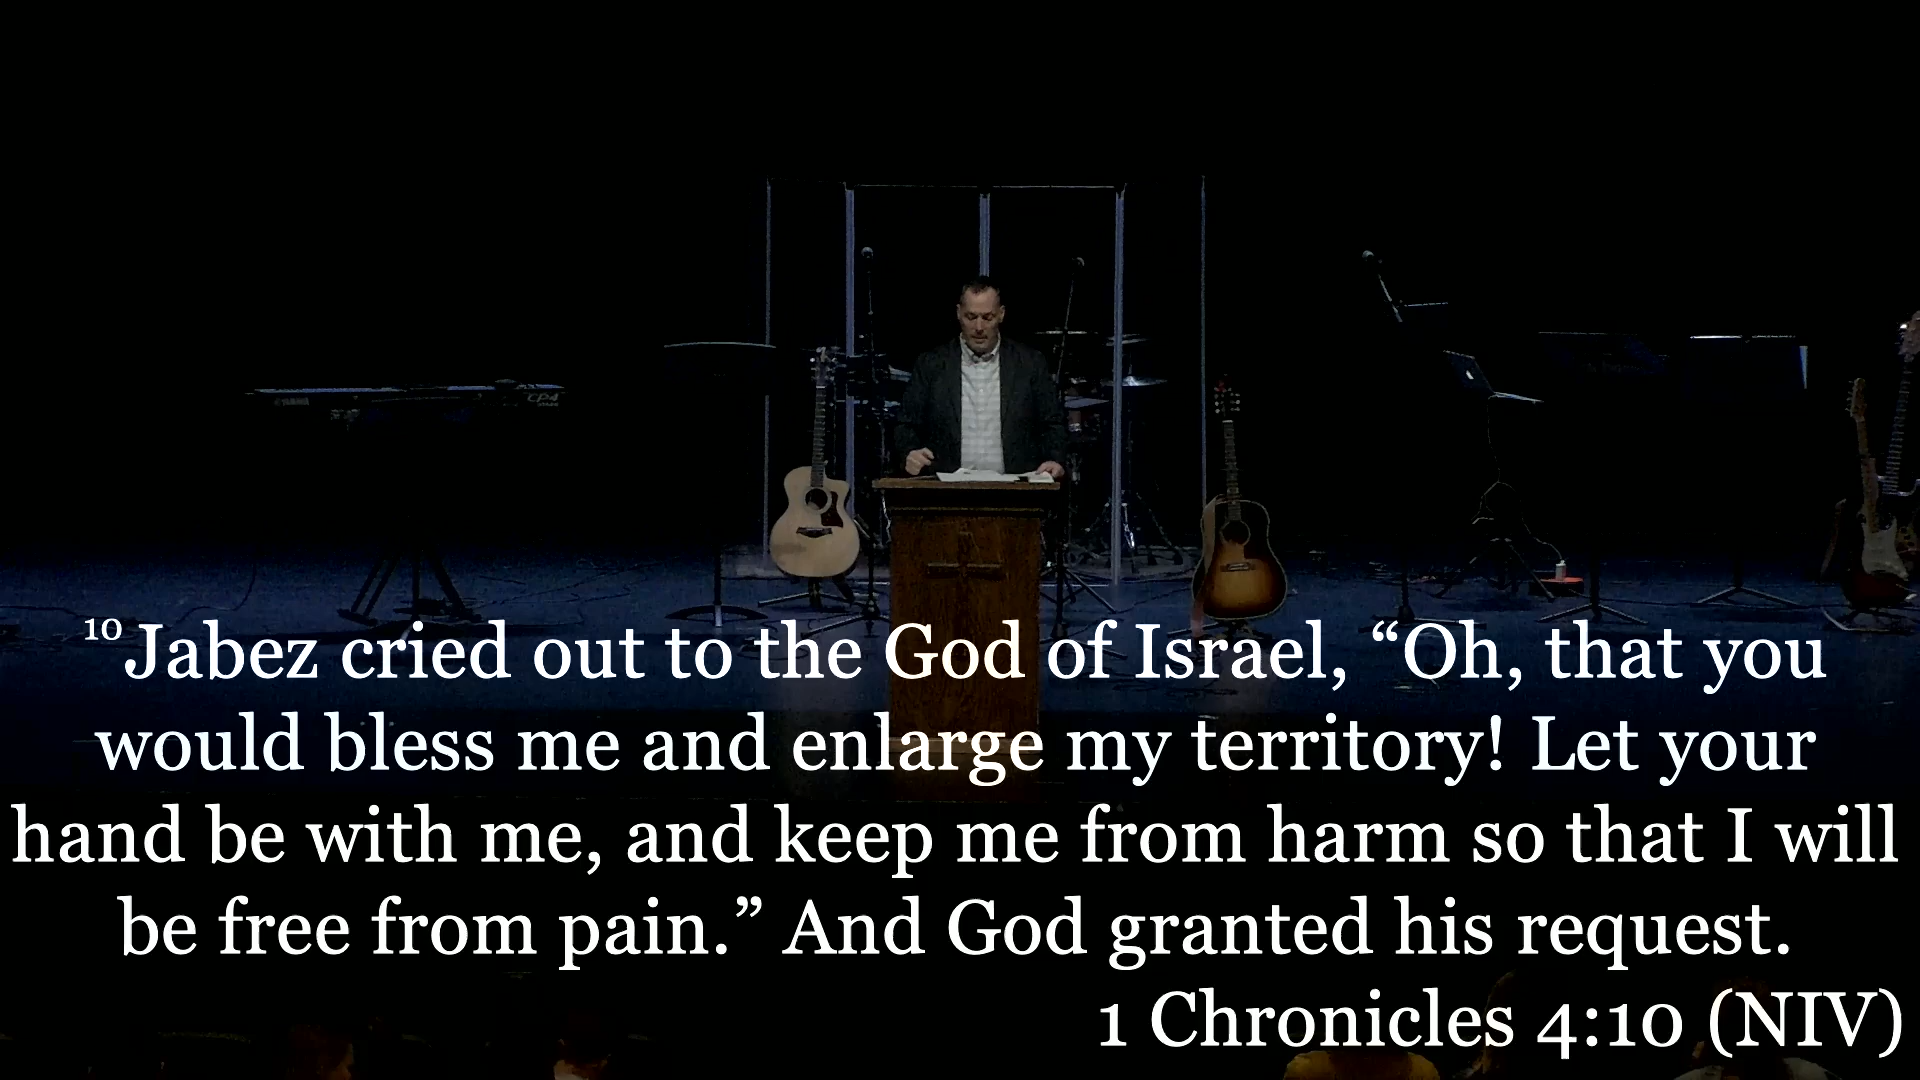 YAMAHA
CP4
¹⁰Jabez cried out to the God of Israel, “Oh, that you
would bless me and enlarge my territory! Let your
hand be with me, and keep me from harm so that I will
be free from pain.” And God granted his request.
1 Chronicles 4:10 (NIV)